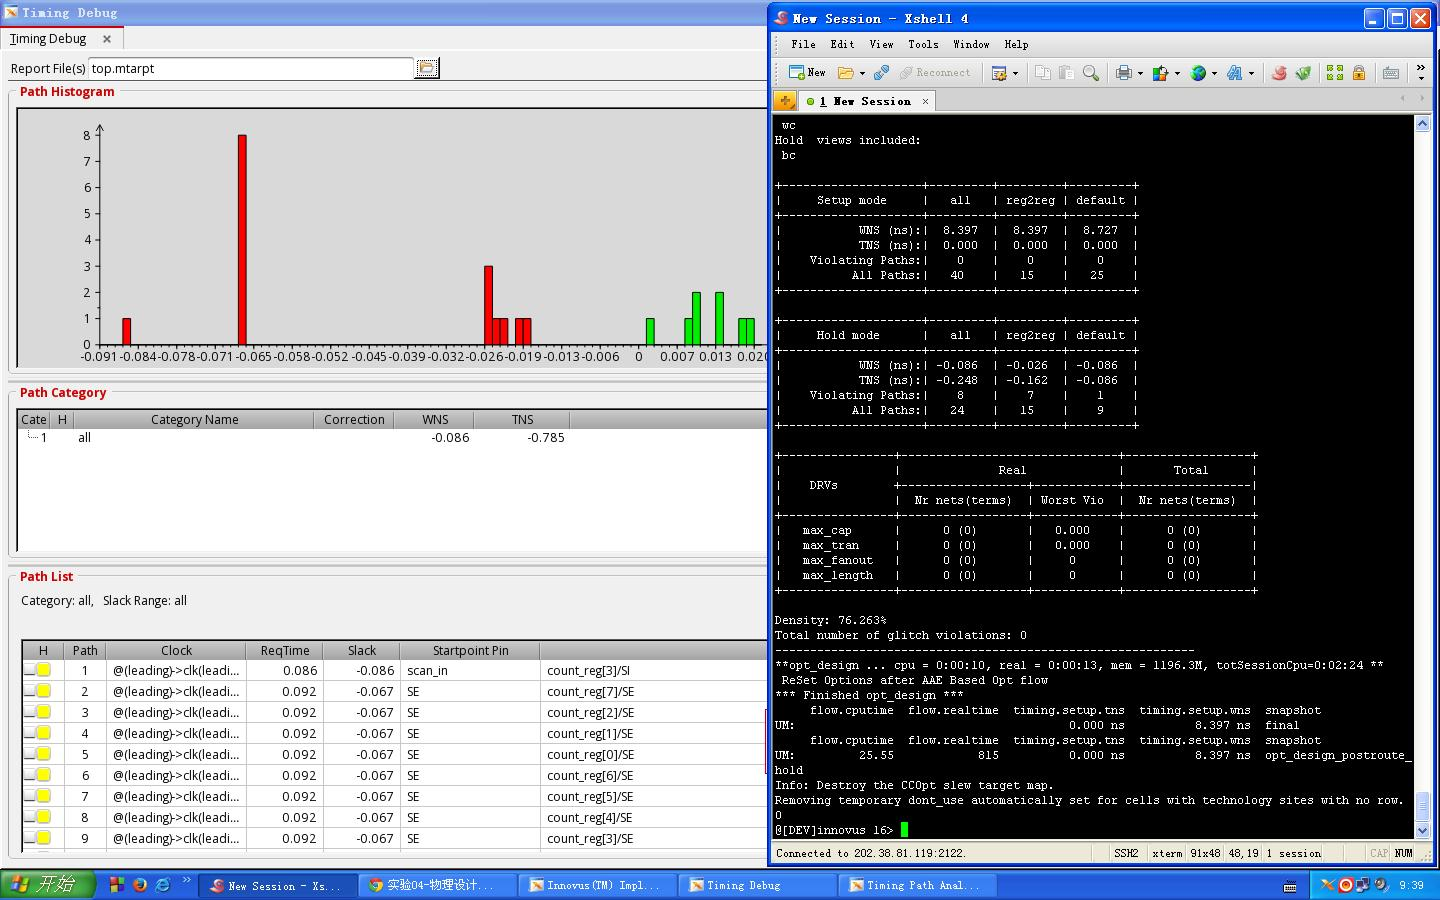 Timing Debug
Timing Debug
Report File(s) top.mtarpt
Path Histogram
8
7
6
5
4
3
2
1
0
-0.091 -0.084 -0.078 -0.071 -0.065 -0.058 -0.052 -0.045 -0.039 -0.032 -0.026 -0.019 -0.013 -0.006 0 0.007 0.013 0.020
Path Category
Cate H Category Name Correction WNS TNS
1 all -0.086 -0.785
Path List
Category: all, Slack Range: all
H Path Clock ReqTime Slack Startpoint Pin
1 @(leading)->clk(leadi... 0.086 -0.086 scan_in count_reg[3]/SI
2 @(leading)->clk(leadi... 0.092 -0.067 SE count_reg[7]/SE
3 @(leading)->clk(leadi... 0.092 -0.067 SE count_reg[2]/SE
4 @(leading)->clk(leadi... 0.092 -0.067 SE count_reg[1]/SE
5 @(leading)->clk(leadi... 0.092 -0.067 SE count_reg[0]/SE
6 @(leading)->clk(leadi... 0.092 -0.067 SE count_reg[6]/SE
7 @(leading)->clk(leadi... 0.092 -0.067 SE count_reg[5]/SE
8 @(leading)->clk(leadi... 0.092 -0.067 SE count_reg[4]/SE
9 @(leading)->clk(leadi... 0.092 -0.067 SE count_reg[3]/SE
New Session - Xshell 4
File Edit View Tools Window Help
New Reconnect
1 New Session
wc
Hold views included:
bc
Setup mode | all | reg2reg | default |
WNS (ns):| 8.397 | 8.397 | 8.727 |
TNS (ns):| 0.000 | 0.000 | 0.000 |
Violating Paths:| 0 | 0 | 0 |
All Paths:| 40 | 15 | 25 |
Hold mode | all | reg2reg | default |
WNS (ns):| -0.086 | -0.026 | -0.086 |
TNS (ns):| -0.248 | -0.162 | -0.086 |
Violating Paths:| 8 | 7 | 1 |
All Paths:| 24 | 15 | 9 |
| Real | Total |
DRVs
| Nr nets(terms) | Worst Vio | Nr nets(terms) |
max_cap | 0 (0) | 0.000 | 0 (0) |
max_tran | 0 (0) | 0.000 | 0 (0) |
max_fanout | 0 (0) | 0 | 0 (0) |
max_length | 0 (0) | 0 | 0 (0) |
Density: 76.263%
Total number of glitch violations: 0
**opt_design ... cpu = 0:00:10, real = 0:00:13, mem = 1196.3M, totSessionCpu=0:02:24 **
ReSet Options after AAE Based Opt flow
*** Finished opt_design ***
flow.cputime flow.realtime timing.setup.tns timing.setup.wns snapshot
UM: 0.000 ns 8.397 ns final
flow.cputime flow.realtime timing.setup.tns timing.setup.wns snapshot
UM: 25.55 815 0.000 ns 8.397 ns opt_design_postroute_
hold
Info: Destroy the CCOpt slew target map.
Removing temporary dont_use automatically set for cells with technology sites with no row.
0
@[DEV]innovus 16>
Connected to 202.38.81.119:2122. SSH2 xterm 91x48 48,19 1 session CAP NUM
开始 New Session - Xs... 实验04-物理设计... Innovus(TM) Impl... Timing Debug Timing Path Anal... 9:39